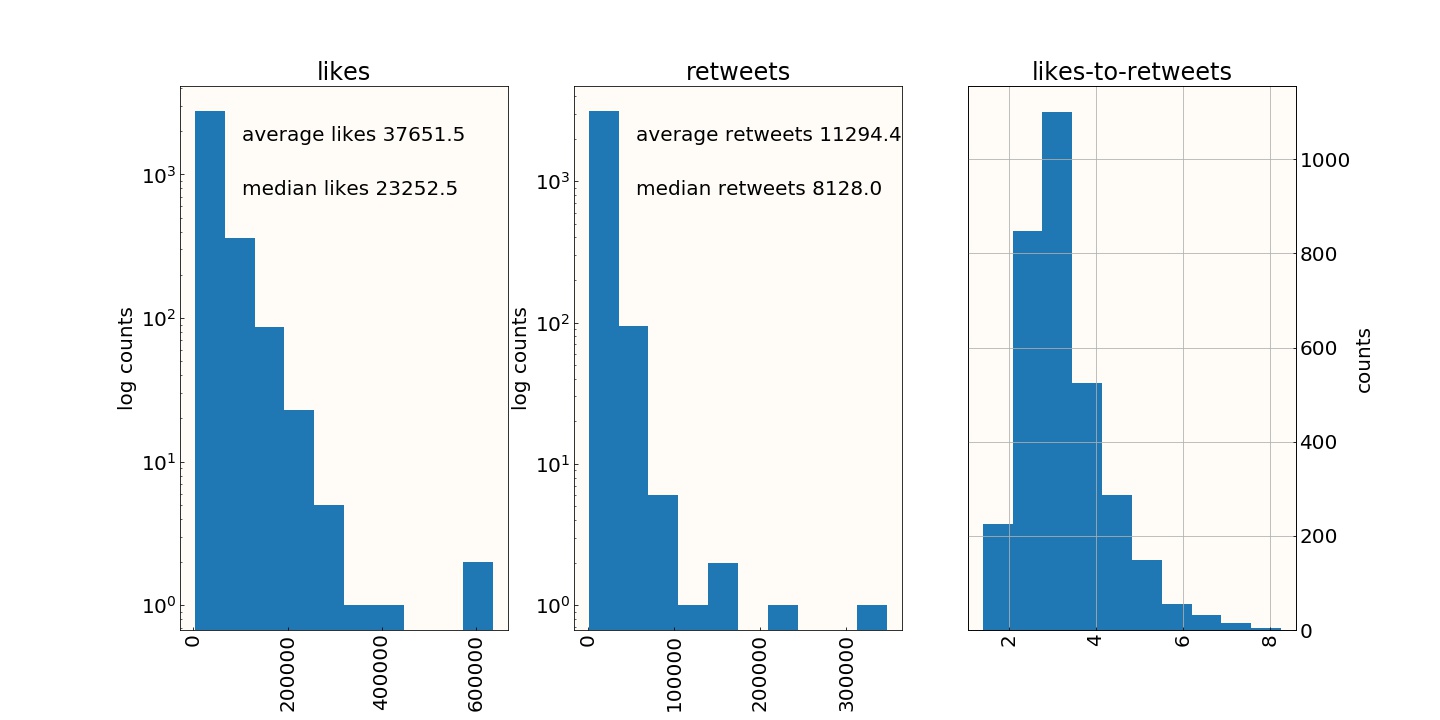 likes
retweets
likes-to-retweets
average likes 37651.5
median likes 23252.5
average retweets 11294.4
median retweets 8128.0
log counts
10³
10²
10¹
10⁰
0
200000
400000
600000
log counts
10³
10²
10¹
10⁰
0
100000
200000
300000
1000
800
600
400
200
0
counts
2
4
6
8